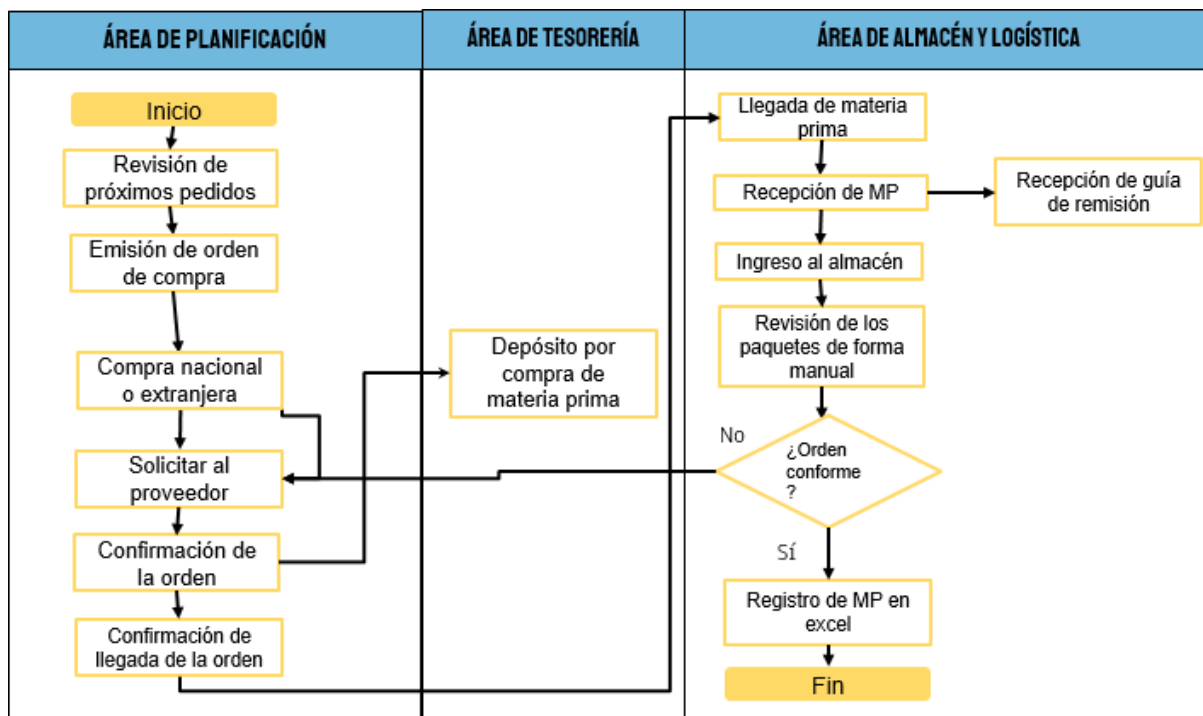 ÁREA DE PLANIFICACIÓN
ÁREA DE TESORERÍA
ÁREA DE ALMACÉN Y LOGÍSTICA
Inicio
Revisión de
próximos pedidos
Emisión de orden
de compra
Compra nacional
o extranjera
Solicitar al
proveedor
Confirmación de
la orden
Confirmación de
llegada de la orden
Depósito por
compra de
materia prima
Llegada de materia
prima
Recepción de MP
Recepción de guía
de remisión
Ingreso al almacén
Revisión de los
paquetes de forma
manual
No
¿Orden
conforme
?
Sí
Registro de MP en
excel
Fin